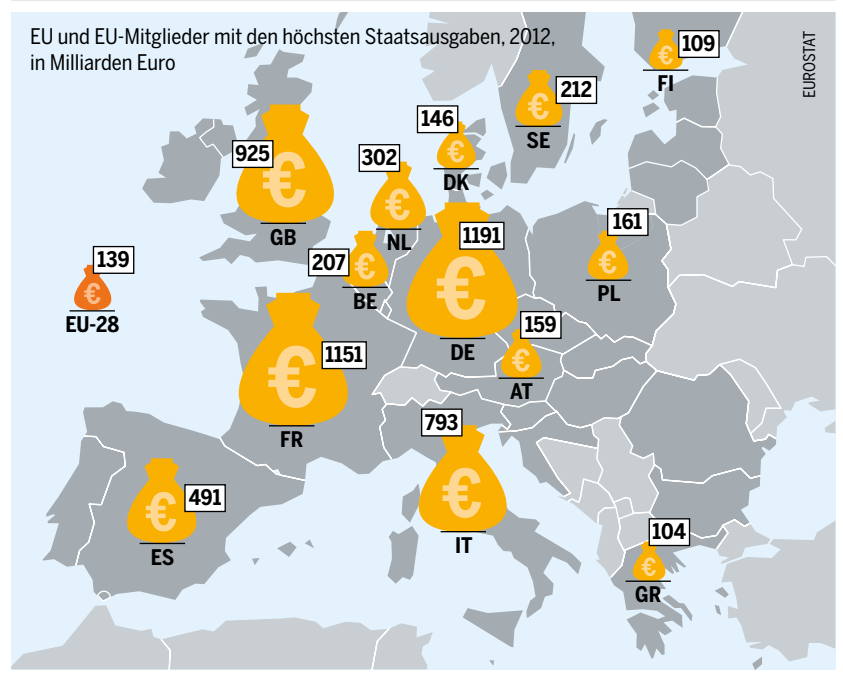 EU und EU-Mitglieder mit den höchsten Staatsausgaben, 2012,
in Milliarden Euro
EUROSTAT
109
€
FI
212
€
SE
146
€
DK
925
€
GB
302
€
NL
1191
€
DE
161
€
PL
207
€
BE
139
€
EU-28
1151
€
FR
159
€
AT
793
€
IT
491
€
ES
104
€
GR